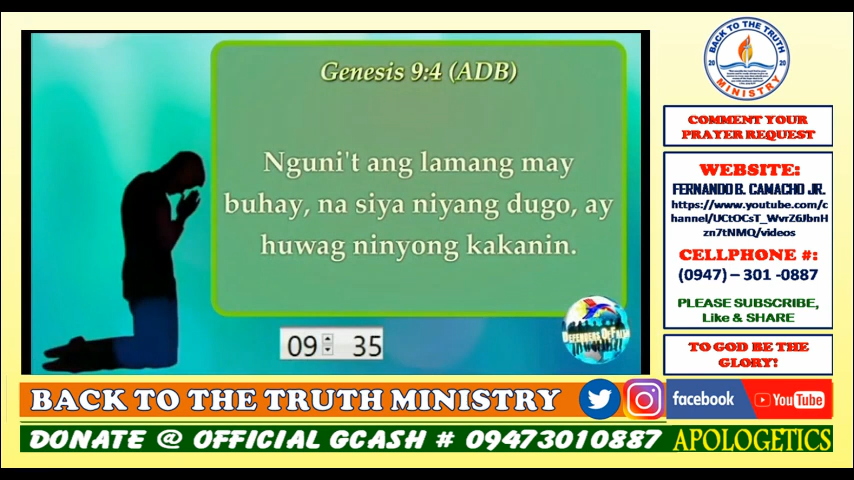 Genesis 9:4 (ADB)
Nguni't ang lamang may
buhay, na siya niyang dugo, ay
huwag ninyong kakanin.
09 35
DEFENDERS OF FAITH
BACK TO THE TRUTH
20 20
MINISTRY
COMMENT YOUR
PRAYER REQUEST
WEBSITE:
FERNANDO B. CAMACHO JR.
https://www.youtube.com/c
hannel/UCtOCsT_WvrZ6JbnH
zn7tNMQ/videos
CELLPHONE #:
(0947) – 301 -0887
PLEASE SUBSCRIBE,
Like & SHARE
TO GOD BE THE
GLORY!
BACK TO THE TRUTH MINISTRY
facebook
YouTube
DONATE @ OFFICIAL GCASH # 09473010887 APOLOGETICS